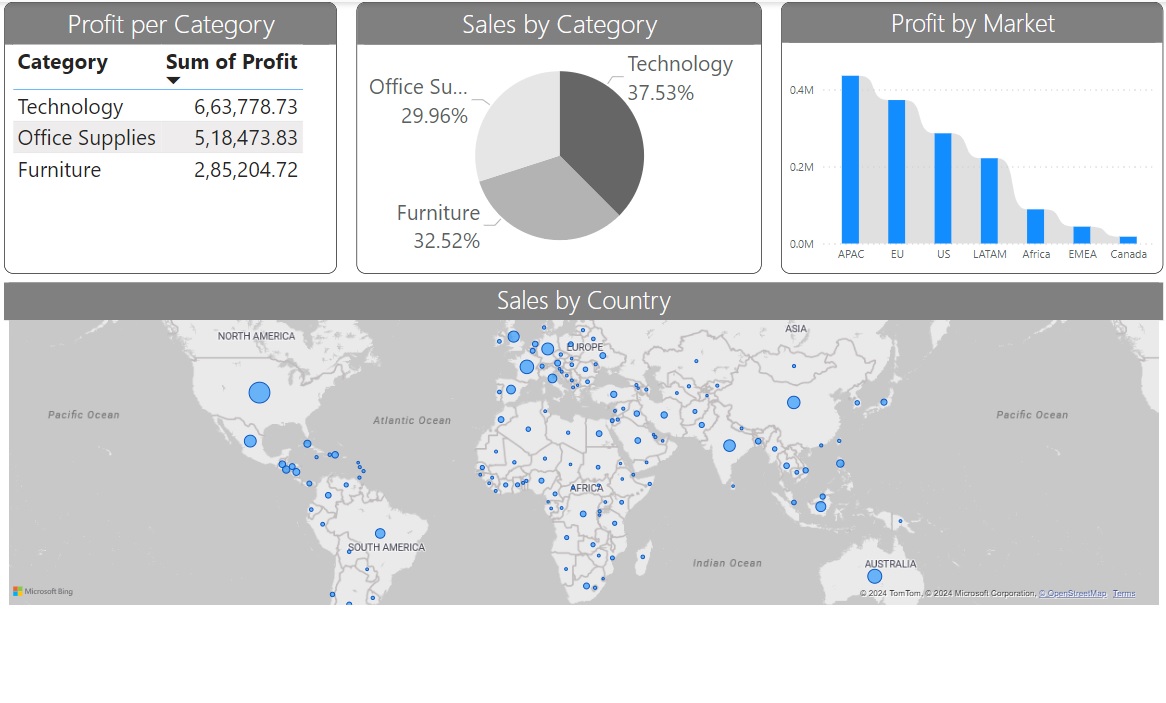 Profit per Category
Category Sum of Profit
Technology 6,63,778.73
Office Supplies 5,18,473.83
Furniture 2,85,204.72
Sales by Category
Technology
37.53%
Office Su...
29.96%
Furniture
32.52%
Profit by Market
0.4M
0.2M
0.0M
APAC EU US LATAM Africa EMEA Canada
Sales by Country
NORTH AMERICA
ASIA
EUROPE
Pacific Ocean
Atlantic Ocean
Pacific Ocean
AFRICA
SOUTH AMERICA
Indian Ocean
AUSTRALIA
Microsoft Bing
© 2024 TomTom, © 2024 Microsoft Corporation, © OpenStreetMap Terms